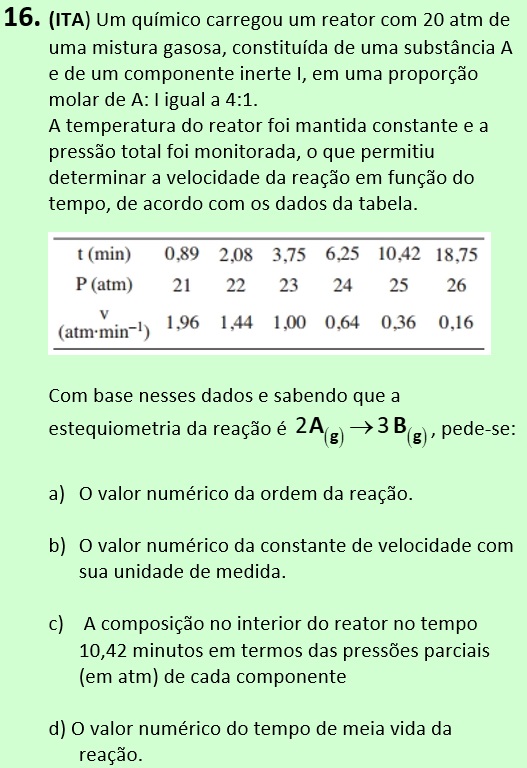 16. (ITA) Um químico carregou um reator com 20 atm de
uma mistura gasosa, constituída de uma substância A
e de um componente inerte I, em uma proporção
molar de A: I igual a 4:1.
A temperatura do reator foi mantida constante e a
pressão total foi monitorada, o que permitiu
determinar a velocidade da reação em função do
tempo, de acordo com os dados da tabela.
t (min) 0,89 2,08 3,75 6,25 10,42 18,75
P (atm) 21 22 23 24 25 26
v (atm·min⁻¹) 1,96 1,44 1,00 0,64 0,36 0,16
Com base nesses dados e sabendo que a
estequiometria da reação é 2A(g) → 3B(g), pede-se:
a) O valor numérico da ordem da reação.
b) O valor numérico da constante de velocidade com
sua unidade de medida.
c) A composição no interior do reator no tempo
10,42 minutos em termos das pressões parciais
(em atm) de cada componente
d) O valor numérico do tempo de meia vida da
reação.